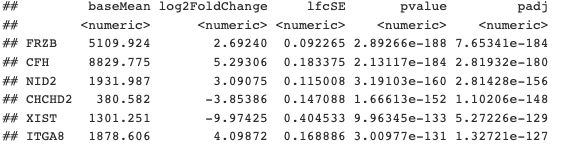 ##         baseMean log2FoldChange     lfcSE       pvalue         padj
##        <numeric>      <numeric> <numeric>    <numeric>    <numeric>
## FRZB    5109.924        2.69240  0.092265 2.89266e-188 7.65341e-184
## CFH     8829.775        5.29306  0.183375 2.13117e-184 2.81932e-180
## NID2    1931.987        3.09075  0.115008 3.19103e-160 2.81428e-156
## CHCHD2   380.582       -3.85386  0.147088 1.66613e-152 1.10206e-148
## XIST    1301.251       -9.97425  0.404533 9.96345e-133 5.27226e-129
## ITGA8   1878.606        4.09872  0.168886 3.00977e-131 1.32721e-127